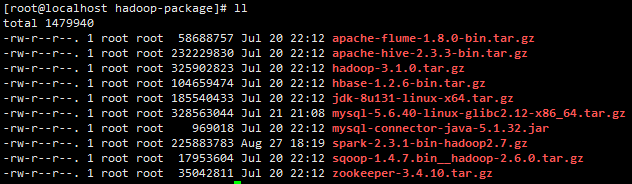 [root@localhost hadoop-package]# ll
total 1479940
-rw-r--r--. 1 root root  58688757 Jul 20 22:12 apache-flume-1.8.0-bin.tar.gz
-rw-r--r--. 1 root root 232229830 Jul 20 22:12 apache-hive-2.3.3-bin.tar.gz
-rw-r--r--. 1 root root 325902823 Jul 20 22:12 hadoop-3.1.0.tar.gz
-rw-r--r--. 1 root root 104659474 Jul 20 22:12 hbase-1.2.6-bin.tar.gz
-rw-r--r--. 1 root root 185540433 Jul 20 22:12 jdk-8u131-linux-x64.tar.gz
-rw-r--r--. 1 root root 328563044 Jul 21 21:08 mysql-5.6.40-linux-glibc2.12-x86_64.tar.gz
-rw-r--r--. 1 root root    969018 Jul 20 22:12 mysql-connector-java-5.1.32.jar
-rw-r--r--. 1 root root 225883783 Aug 27 18:19 spark-2.3.1-bin-hadoop2.7.gz
-rw-r--r--. 1 root root  17953604 Jul 20 22:12 sqoop-1.4.7.bin__hadoop-2.6.0.tar.gz
-rw-r--r--. 1 root root  35042811 Jul 20 22:12 zookeeper-3.4.10.tar.gz